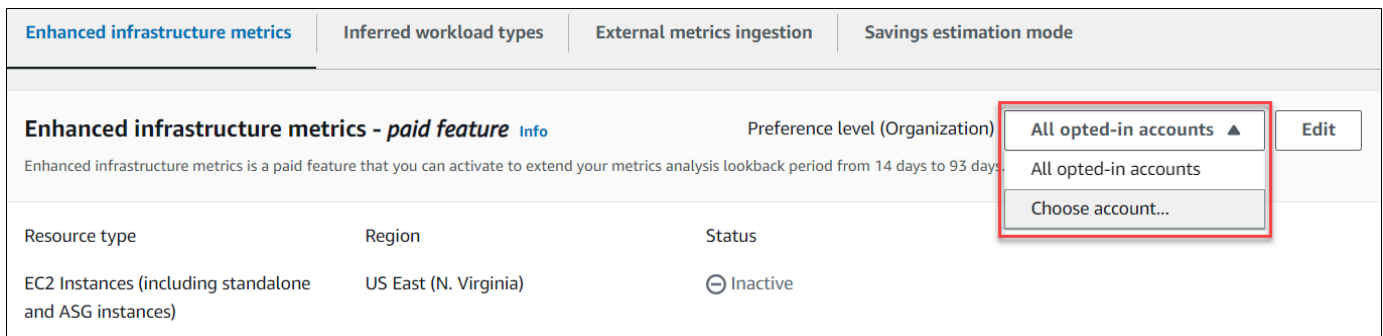 Enhanced infrastructure metrics
Inferred workload types
External metrics ingestion
Savings estimation mode
Enhanced infrastructure metrics - paid feature Info
Preference level (Organization)
All opted-in accounts
Edit
Enhanced infrastructure metrics is a paid feature that you can activate to extend your metrics analysis lookback period from 14 days to 93 days.
All opted-in accounts
Choose account...
Resource type
Region
Status
EC2 Instances (including standalone
and ASG instances)
US East (N. Virginia)
Inactive